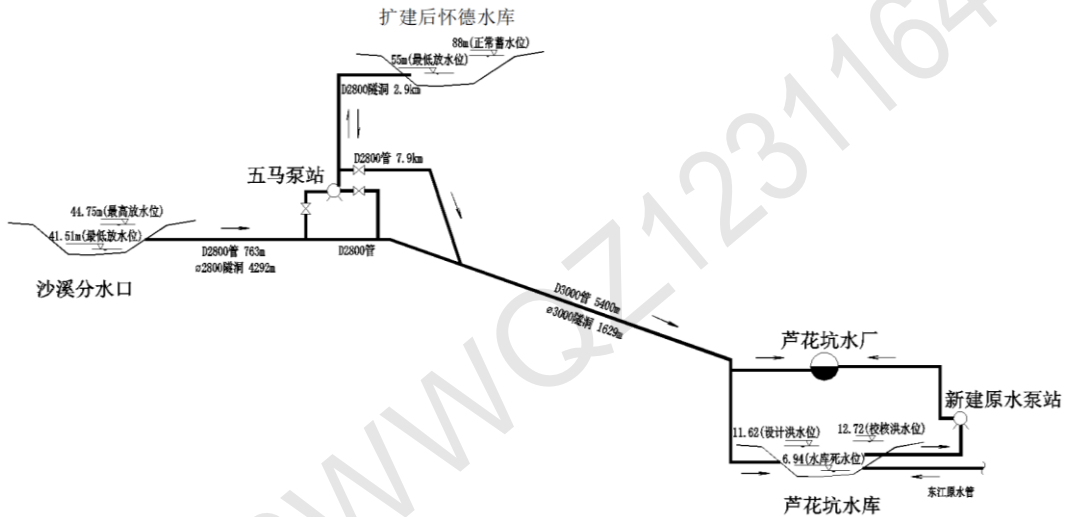 扩建后怀德水库
88m(正常蓄水位)
55m(最低放水位)
D2800隧洞 2.9km
D2800管 7.9km
五马泵站
44.75m(最高放水位)
41.51m(最低放水位)
D2800管 763m
ø2800隧洞 4292m
D2800管
沙溪分水口
D3000管 5400m
ø3000隧洞 1629m
芦花坑水厂
新建原水泵站
11.62(设计洪水位)
12.72(校核洪水位)
6.94(水库死水位)
东江原水管
芦花坑水库